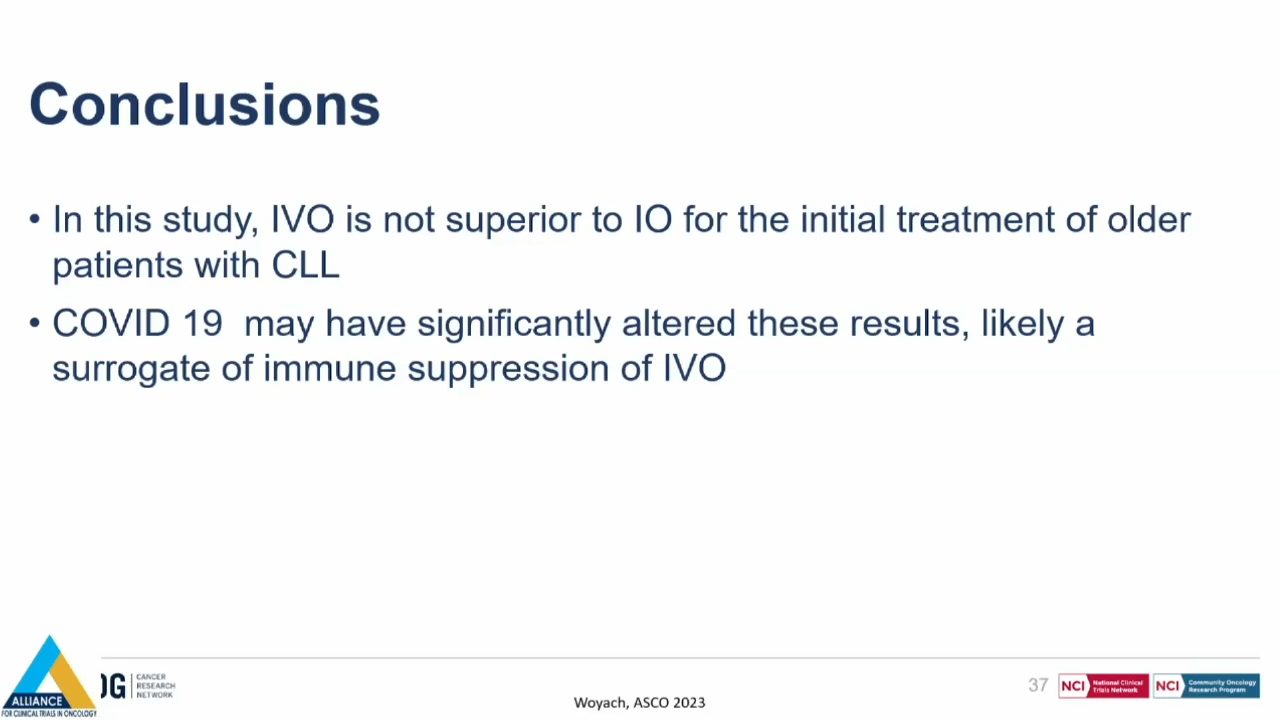 Conclusions
• In this study, IVO is not superior to IO for the initial treatment of older
patients with CLL
• COVID 19  may have significantly altered these results, likely a
surrogate of immune suppression of IVO
ALLIANCE
FOR CLINICAL TRIALS IN ONCOLOGY
OG
CANCER
RESEARCH
NETWORK
Woyach, ASCO 2023
37
NCI
National Clinical
Trials Network
NCI
Community Oncology
Research Program